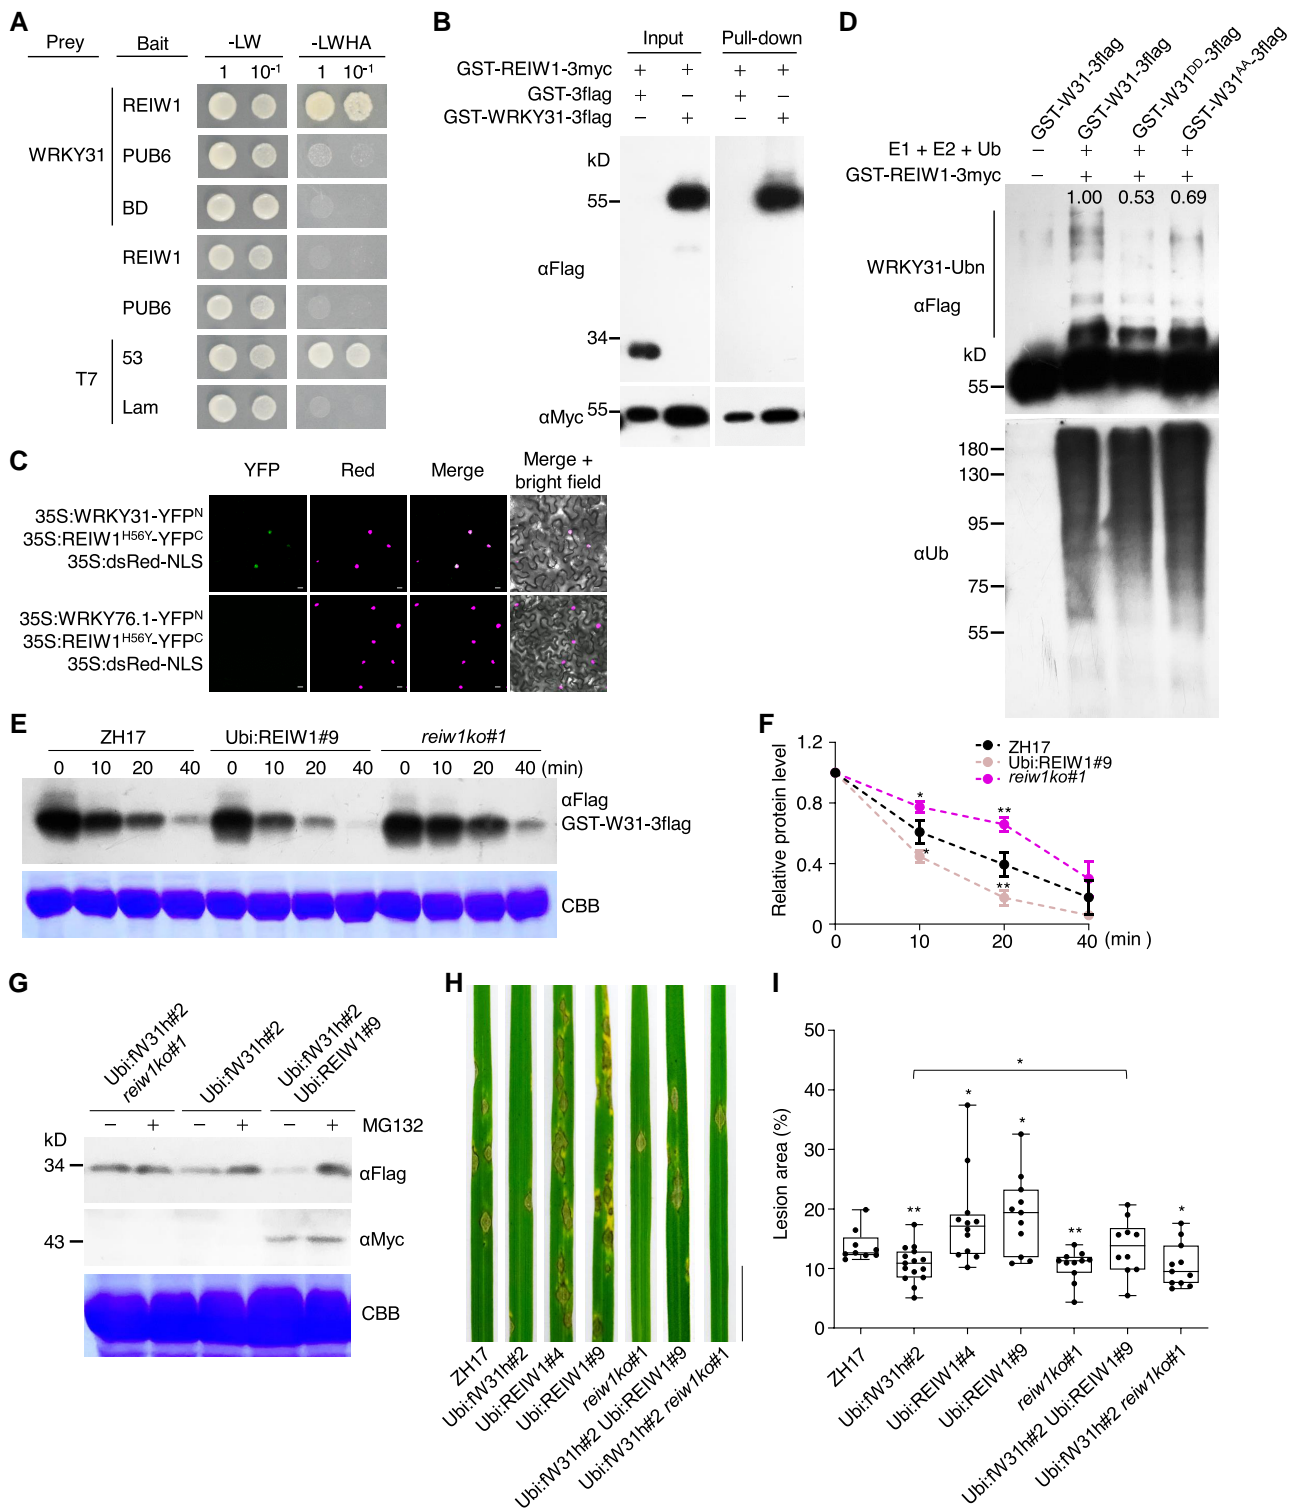 A
Prey Bait -LW -LWHA
1 10⁻¹ 1 10⁻¹
REIW1
WRKY31 PUB6
BD
REIW1
PUB6
53
T7
Lam
B
Input Pull-down
GST-REIW1-3myc + + + +
GST-3flag + − + −
GST-WRKY31-3flag − + − +
kD
55
αFlag
34
αMyc 55
C
YFP Red Merge Merge + bright field
35S:WRKY31-YFPᴺ
35S:REIW1ᴴ⁵⁶ʸ-YFPᶜ
35S:dsRed-NLS
35S:WRKY76.1-YFPᴺ
35S:REIW1ᴴ⁵⁶ʸ-YFPᶜ
35S:dsRed-NLS
D
GST-W31-3flag
GST-W31-3flag
GST-W31ᴰᴰ-3flag
GST-W31ᴬᴬ-3flag
E1 + E2 + Ub − + + +
GST-REIW1-3myc − + + +
1.00 0.53 0.69
WRKY31-Ubn
αFlag
kD
55
180
130
95
αUb
75
55
E
ZH17 Ubi:REIW1#9 reiw1ko#1
0 10 20 40 0 10 20 40 0 10 20 40 (min)
αFlag
GST-W31-3flag
CBB
F
Relative protein level
1.2
0.8
0.4
0
0 10 20 40 (min )
ZH17
Ubi:REIW1#9
reiw1ko#1
* **
* **
G
Ubi:fW31h#2 reiw1ko#1
Ubi:fW31h#2
Ubi:fW31h#2 Ubi:REIW1#9
− + − + − + MG132
kD
34 αFlag
43 αMyc
CBB
H
ZH17
Ubi:fW31h#2
Ubi:REIW1#4
Ubi:REIW1#9
reiw1ko#1
Ubi:fW31h#2 Ubi:REIW1#9
Ubi:fW31h#2 reiw1ko#1
I
Lesion area (%)
50
40
30
20
10
0
*
** * * ** *
ZH17
Ubi:fW31h#2
Ubi:REIW1#4
Ubi:REIW1#9
reiw1ko#1
Ubi:fW31h#2 Ubi:REIW1#9
Ubi:fW31h#2 reiw1ko#1